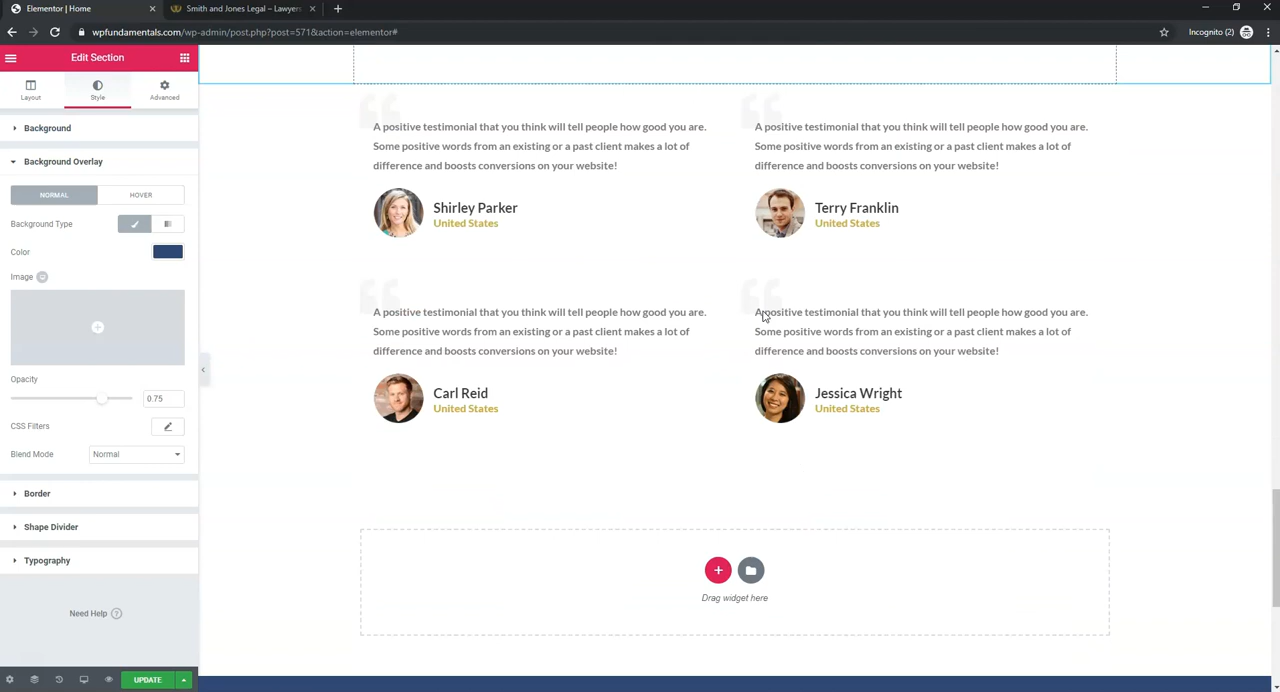 Elementor | Home
Smith and Jones Legal – Lawyers
wpfundamentals.com/wp-admin/post.php?post=571&action=elementor#
Incognito (2)
Edit Section
Layout
Style
Advanced
Background
Background Overlay
NORMAL
HOVER
Background Type
Color
Image
Opacity
0.75
CSS Filters
Blend Mode
Normal
Border
Shape Divider
Typography
Need Help ?
UPDATE
“
A positive testimonial that you think will tell people how good you are.
Some positive words from an existing or a past client makes a lot of
difference and boosts conversions on your website!
Shirley Parker
United States
“
A positive testimonial that you think will tell people how good you are.
Some positive words from an existing or a past client makes a lot of
difference and boosts conversions on your website!
Terry Franklin
United States
“
A positive testimonial that you think will tell people how good you are.
Some positive words from an existing or a past client makes a lot of
difference and boosts conversions on your website!
Carl Reid
United States
“
A positive testimonial that you think will tell people how good you are.
Some positive words from an existing or a past client makes a lot of
difference and boosts conversions on your website!
Jessica Wright
United States
Drag widget here